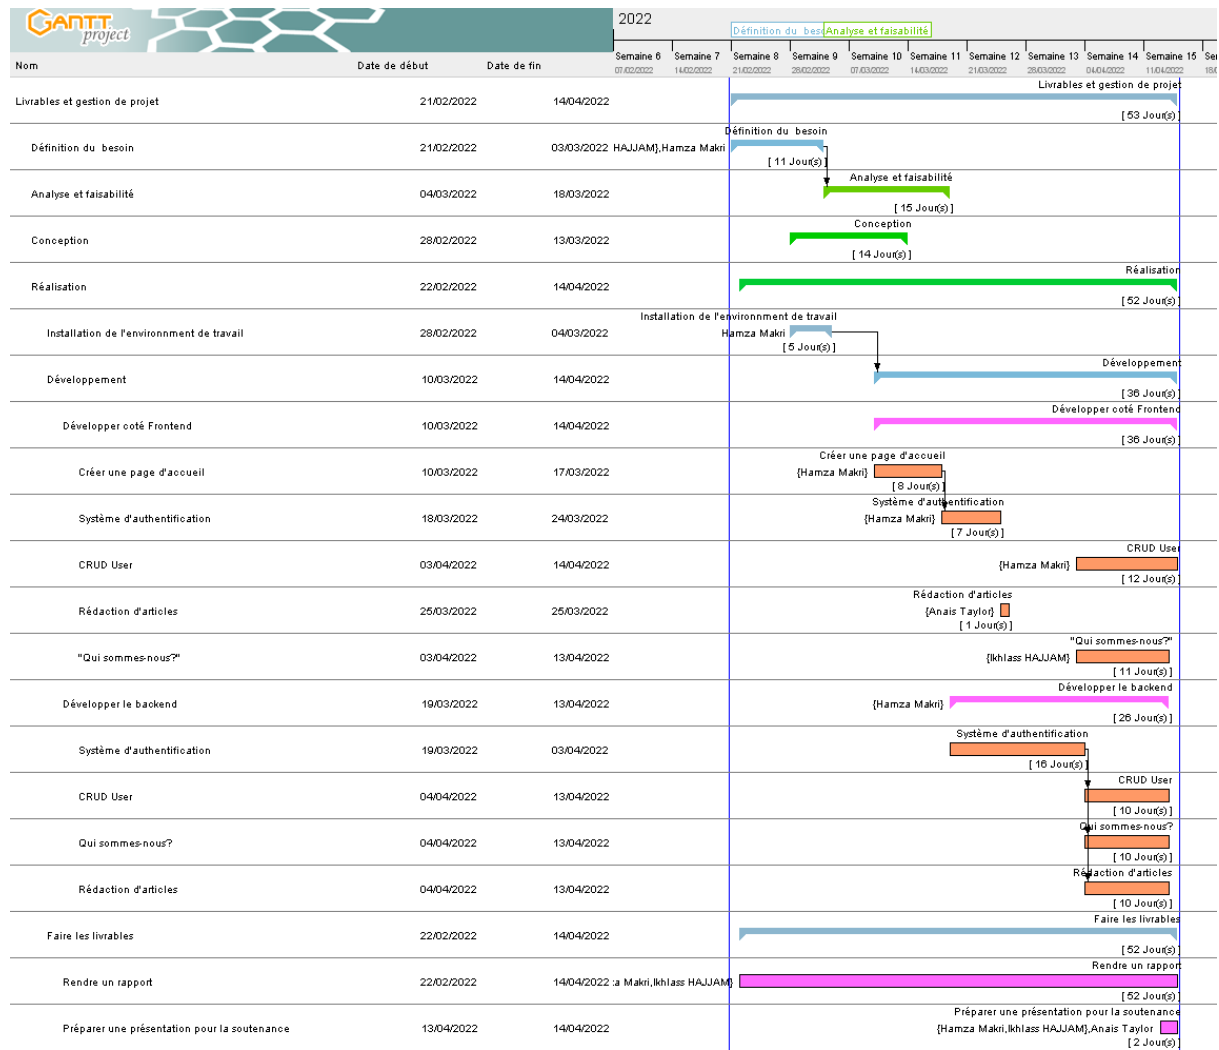 GANTT project
2022
Définition du beso Analyse et faisabilité
Semaine 6 Semaine 7 Semaine 8 Semaine 9 Semaine 10 Semaine 11 Semaine 12 Semaine 13 Semaine 14 Semaine 15 Ser
Nom Date de début Date de fin
07/02/2022 14/02/2022 21/02/2022 28/02/2022 07/03/2022 14/03/2022 21/03/2022 28/03/2022 04/04/2022 11/04/2022 18/0
Livrables et gestion de projet
Livrables et gestion de projet 21/02/2022 14/04/2022
[ 53 Jour(s) ]
Définition du besoin
Définition du besoin 21/02/2022 03/03/2022 HAJJAM},Hamza Makri
[ 11 Jour(s) ]
Analyse et faisabilité
Analyse et faisabilité 04/03/2022 18/03/2022
[ 15 Jour(s) ]
Conception
Conception 28/02/2022 13/03/2022
[ 14 Jour(s) ]
Réalisation
Réalisation 22/02/2022 14/04/2022
[ 52 Jour(s) ]
Installation de l'environnment de travail
Installation de l'environnment de travail 28/02/2022 04/03/2022 Hamza Makri
[ 5 Jour(s) ]
Développement
Développement 10/03/2022 14/04/2022
[ 36 Jour(s) ]
Développer coté Frontend
Développer coté Frontend 10/03/2022 14/04/2022
[ 36 Jour(s) ]
Créer une page d'accueil
Créer une page d'accueil 10/03/2022 17/03/2022 {Hamza Makri}
[ 8 Jour(s) ]
Système d'authentification
Système d'authentification 18/03/2022 24/03/2022 {Hamza Makri}
[ 7 Jour(s) ]
CRUD User
CRUD User 03/04/2022 14/04/2022 {Hamza Makri}
[ 12 Jour(s) ]
Rédaction d'articles
Rédaction d'articles 25/03/2022 25/03/2022 {Anais Taylor}
[ 1 Jour(s) ]
"Qui sommes-nous?"
"Qui sommes-nous?" 03/04/2022 13/04/2022 {Ikhlass HAJJAM}
[ 11 Jour(s) ]
Développer le backend
Développer le backend 19/03/2022 13/04/2022 {Hamza Makri}
[ 26 Jour(s) ]
Système d'authentification
Système d'authentification 19/03/2022 03/04/2022
[ 16 Jour(s) ]
CRUD User
CRUD User 04/04/2022 13/04/2022
[ 10 Jour(s) ]
Qui sommes-nous?
Qui sommes-nous? 04/04/2022 13/04/2022
[ 10 Jour(s) ]
Rédaction d'articles
Rédaction d'articles 04/04/2022 13/04/2022
[ 10 Jour(s) ]
Faire les livrables
Faire les livrables 22/02/2022 14/04/2022
[ 52 Jour(s) ]
Rendre un rapport
Rendre un rapport 22/02/2022 14/04/2022 :a Makri,Ikhlass HAJJAM}
[ 52 Jour(s) ]
Préparer une présentation pour la soutenance
Préparer une présentation pour la soutenance 13/04/2022 14/04/2022 {Hamza Makri,Ikhlass HAJJAM},Anais Taylor
[ 2 Jour(s) ]